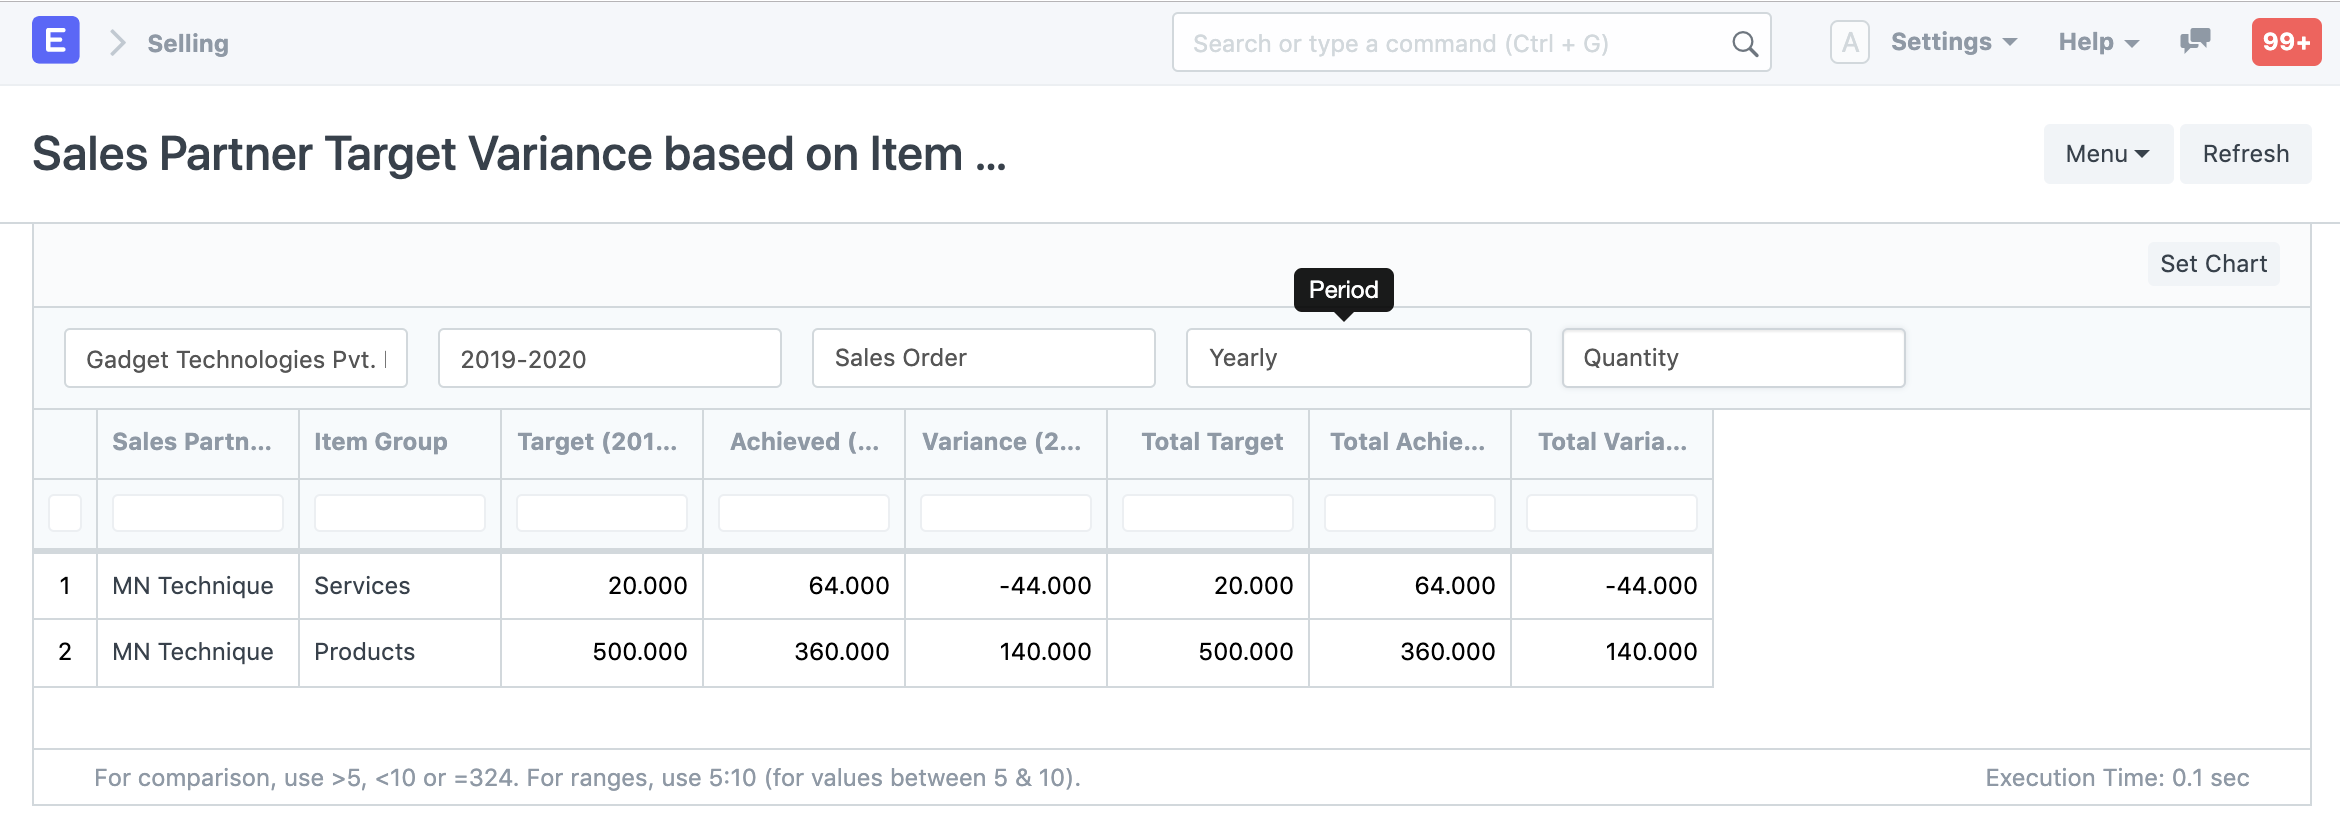 E Selling Search or type a command (Ctrl + G) A Settings Help 99+
Sales Partner Target Variance based on Item ... Menu Refresh
Set Chart
Period
Gadget Technologies Pvt. 2019-2020 Sales Order Yearly Quantity
Sales Partn... Item Group Target (201... Achieved (... Variance (2... Total Target Total Achie... Total Varia...
1 MN Technique Services 20.000 64.000 -44.000 20.000 64.000 -44.000
2 MN Technique Products 500.000 360.000 140.000 500.000 360.000 140.000
For comparison, use >5, <10 or =324. For ranges, use 5:10 (for values between 5 & 10). Execution Time: 0.1 sec